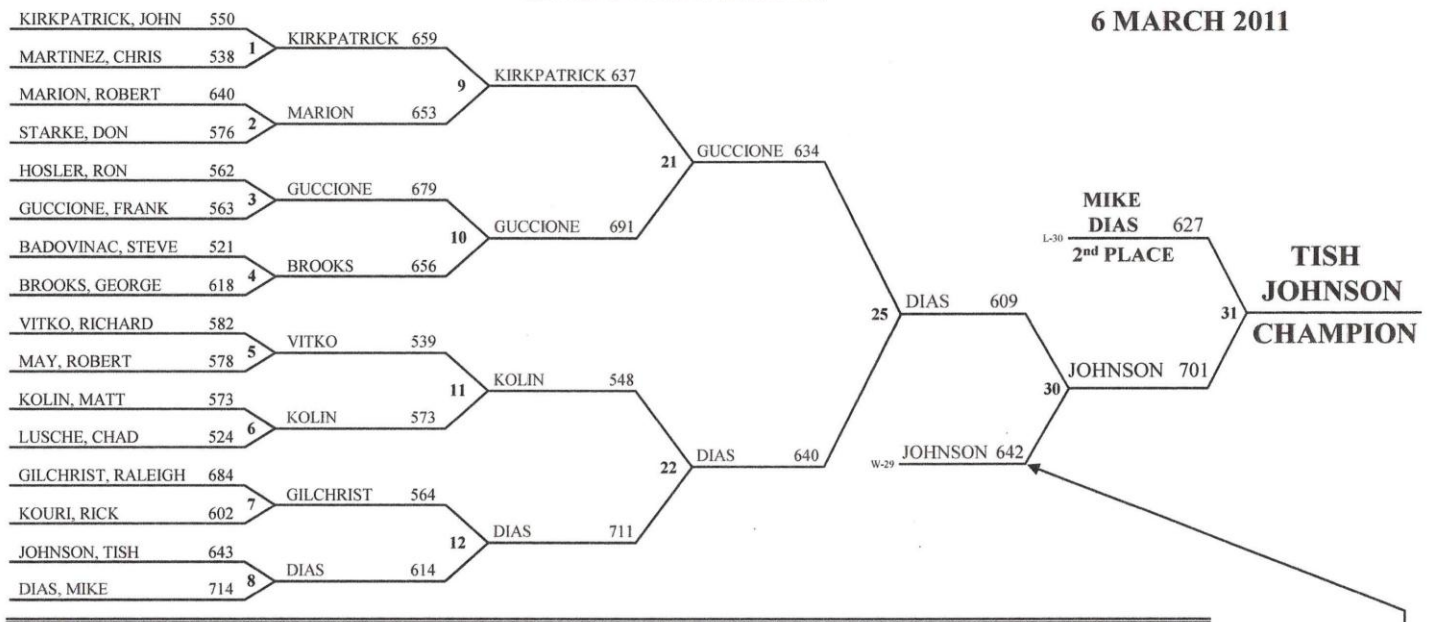 6 MARCH 2011
KIRKPATRICK, JOHN 550
1
MARTINEZ, CHRIS 538
KIRKPATRICK 659
MARION, ROBERT 640
2
STARKE, DON 576
MARION 653
9
KIRKPATRICK 637
HOSLER, RON 562
3
GUCCIONE, FRANK 563
GUCCIONE 679
BADOVINAC, STEVE 521
4
BROOKS, GEORGE 618
BROOKS 656
10
GUCCIONE 691
21
GUCCIONE 634
VITKO, RICHARD 582
5
MAY, ROBERT 578
VITKO 539
KOLIN, MATT 573
6
LUSCHE, CHAD 524
KOLIN 573
11
KOLIN 548
GILCHRIST, RALEIGH 684
7
KOURI, RICK 602
GILCHRIST 564
JOHNSON, TISH 643
8
DIAS, MIKE 714
DIAS 614
12
DIAS 711
22
DIAS 640
25
DIAS 609
W-29 JOHNSON 642
30
JOHNSON 701
MIKE
DIAS 627
L-30
2nd PLACE
31
TISH
JOHNSON
CHAMPION